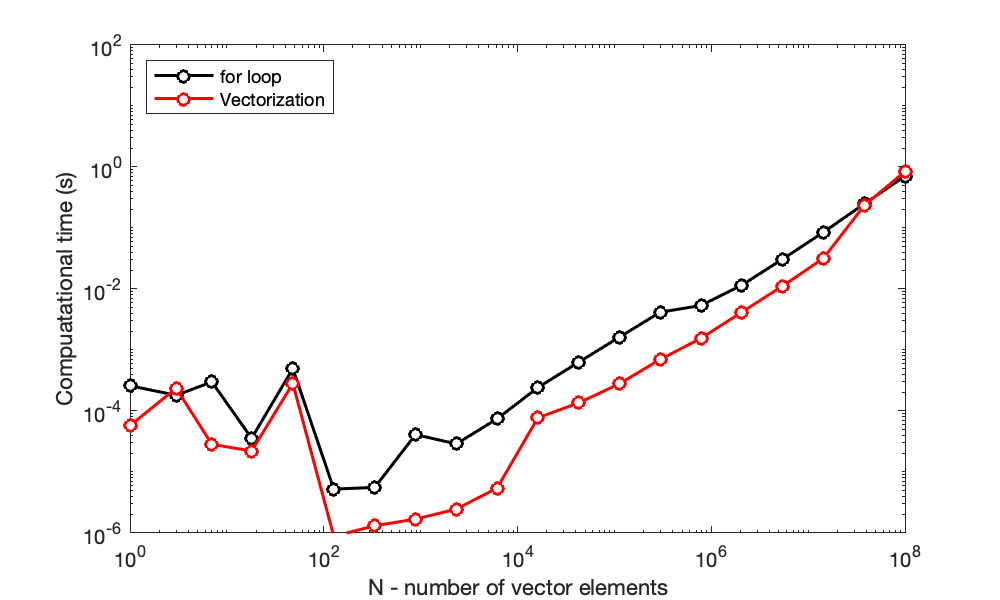 10^2
for loop
Vectorization
10^0
Compuatational time (s)
10^-2
10^-4
10^-6
10^0 10^2 10^4 10^6 10^8
N - number of vector elements